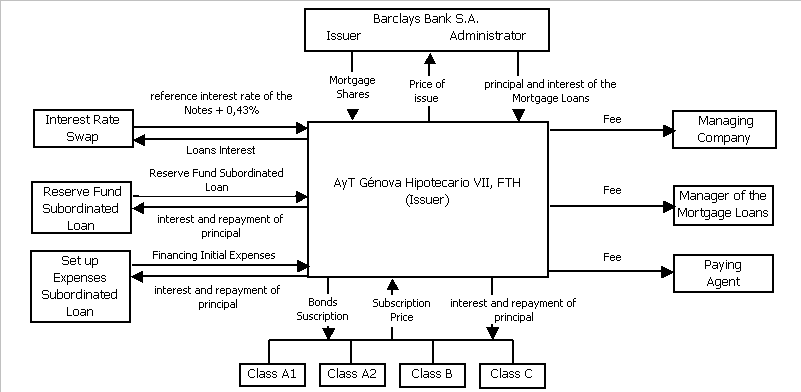 Barclays Bank S.A.
Issuer
Administrator
Mortgage
Shares
Price of
issue
principal and interest of the
Mortgage Loans
reference interest rate of the
Notes + 0,43%
Interest Rate
Swap
Loans Interest
Reserve Fund Subordinated
Loan
Reserve Fund
Subordinated
Loan
interest and repayment of
principal
Financing Initial Expenses
Set up
Expenses
Subordinated
Loan
interest and repayment of
principal
AyT Génova Hipotecario VII, FTH
(Issuer)
Fee
Managing
Company
Fee
Manager of the
Mortgage Loans
Fee
Paying
Agent
Bonds
Suscription
Subscription
Price
interest and repayment of
principal
Class A1
Class A2
Class B
Class C